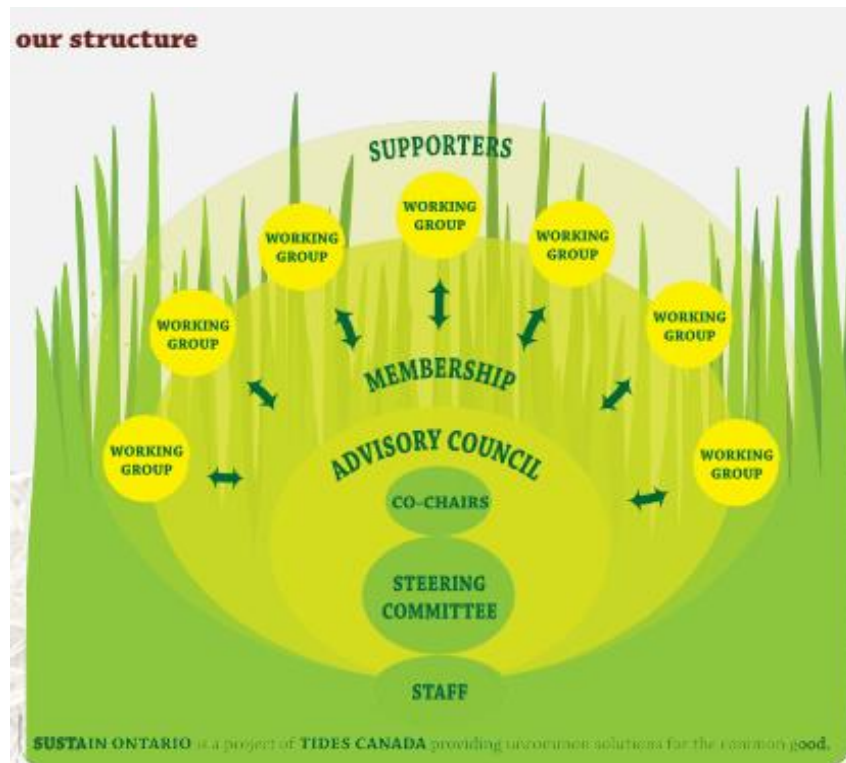 our structure
SUPPORTERS
WORKING
GROUP
WORKING
GROUP
WORKING
GROUP
WORKING
GROUP
WORKING
GROUP
MEMBERSHIP
WORKING
GROUP
ADVISORY COUNCIL
WORKING
GROUP
CO-CHAIRS
STEERING
COMMITTEE
STAFF
SUSTAIN ONTARIO is a project of TIDES CANADA providing uncommon solutions for the common good.